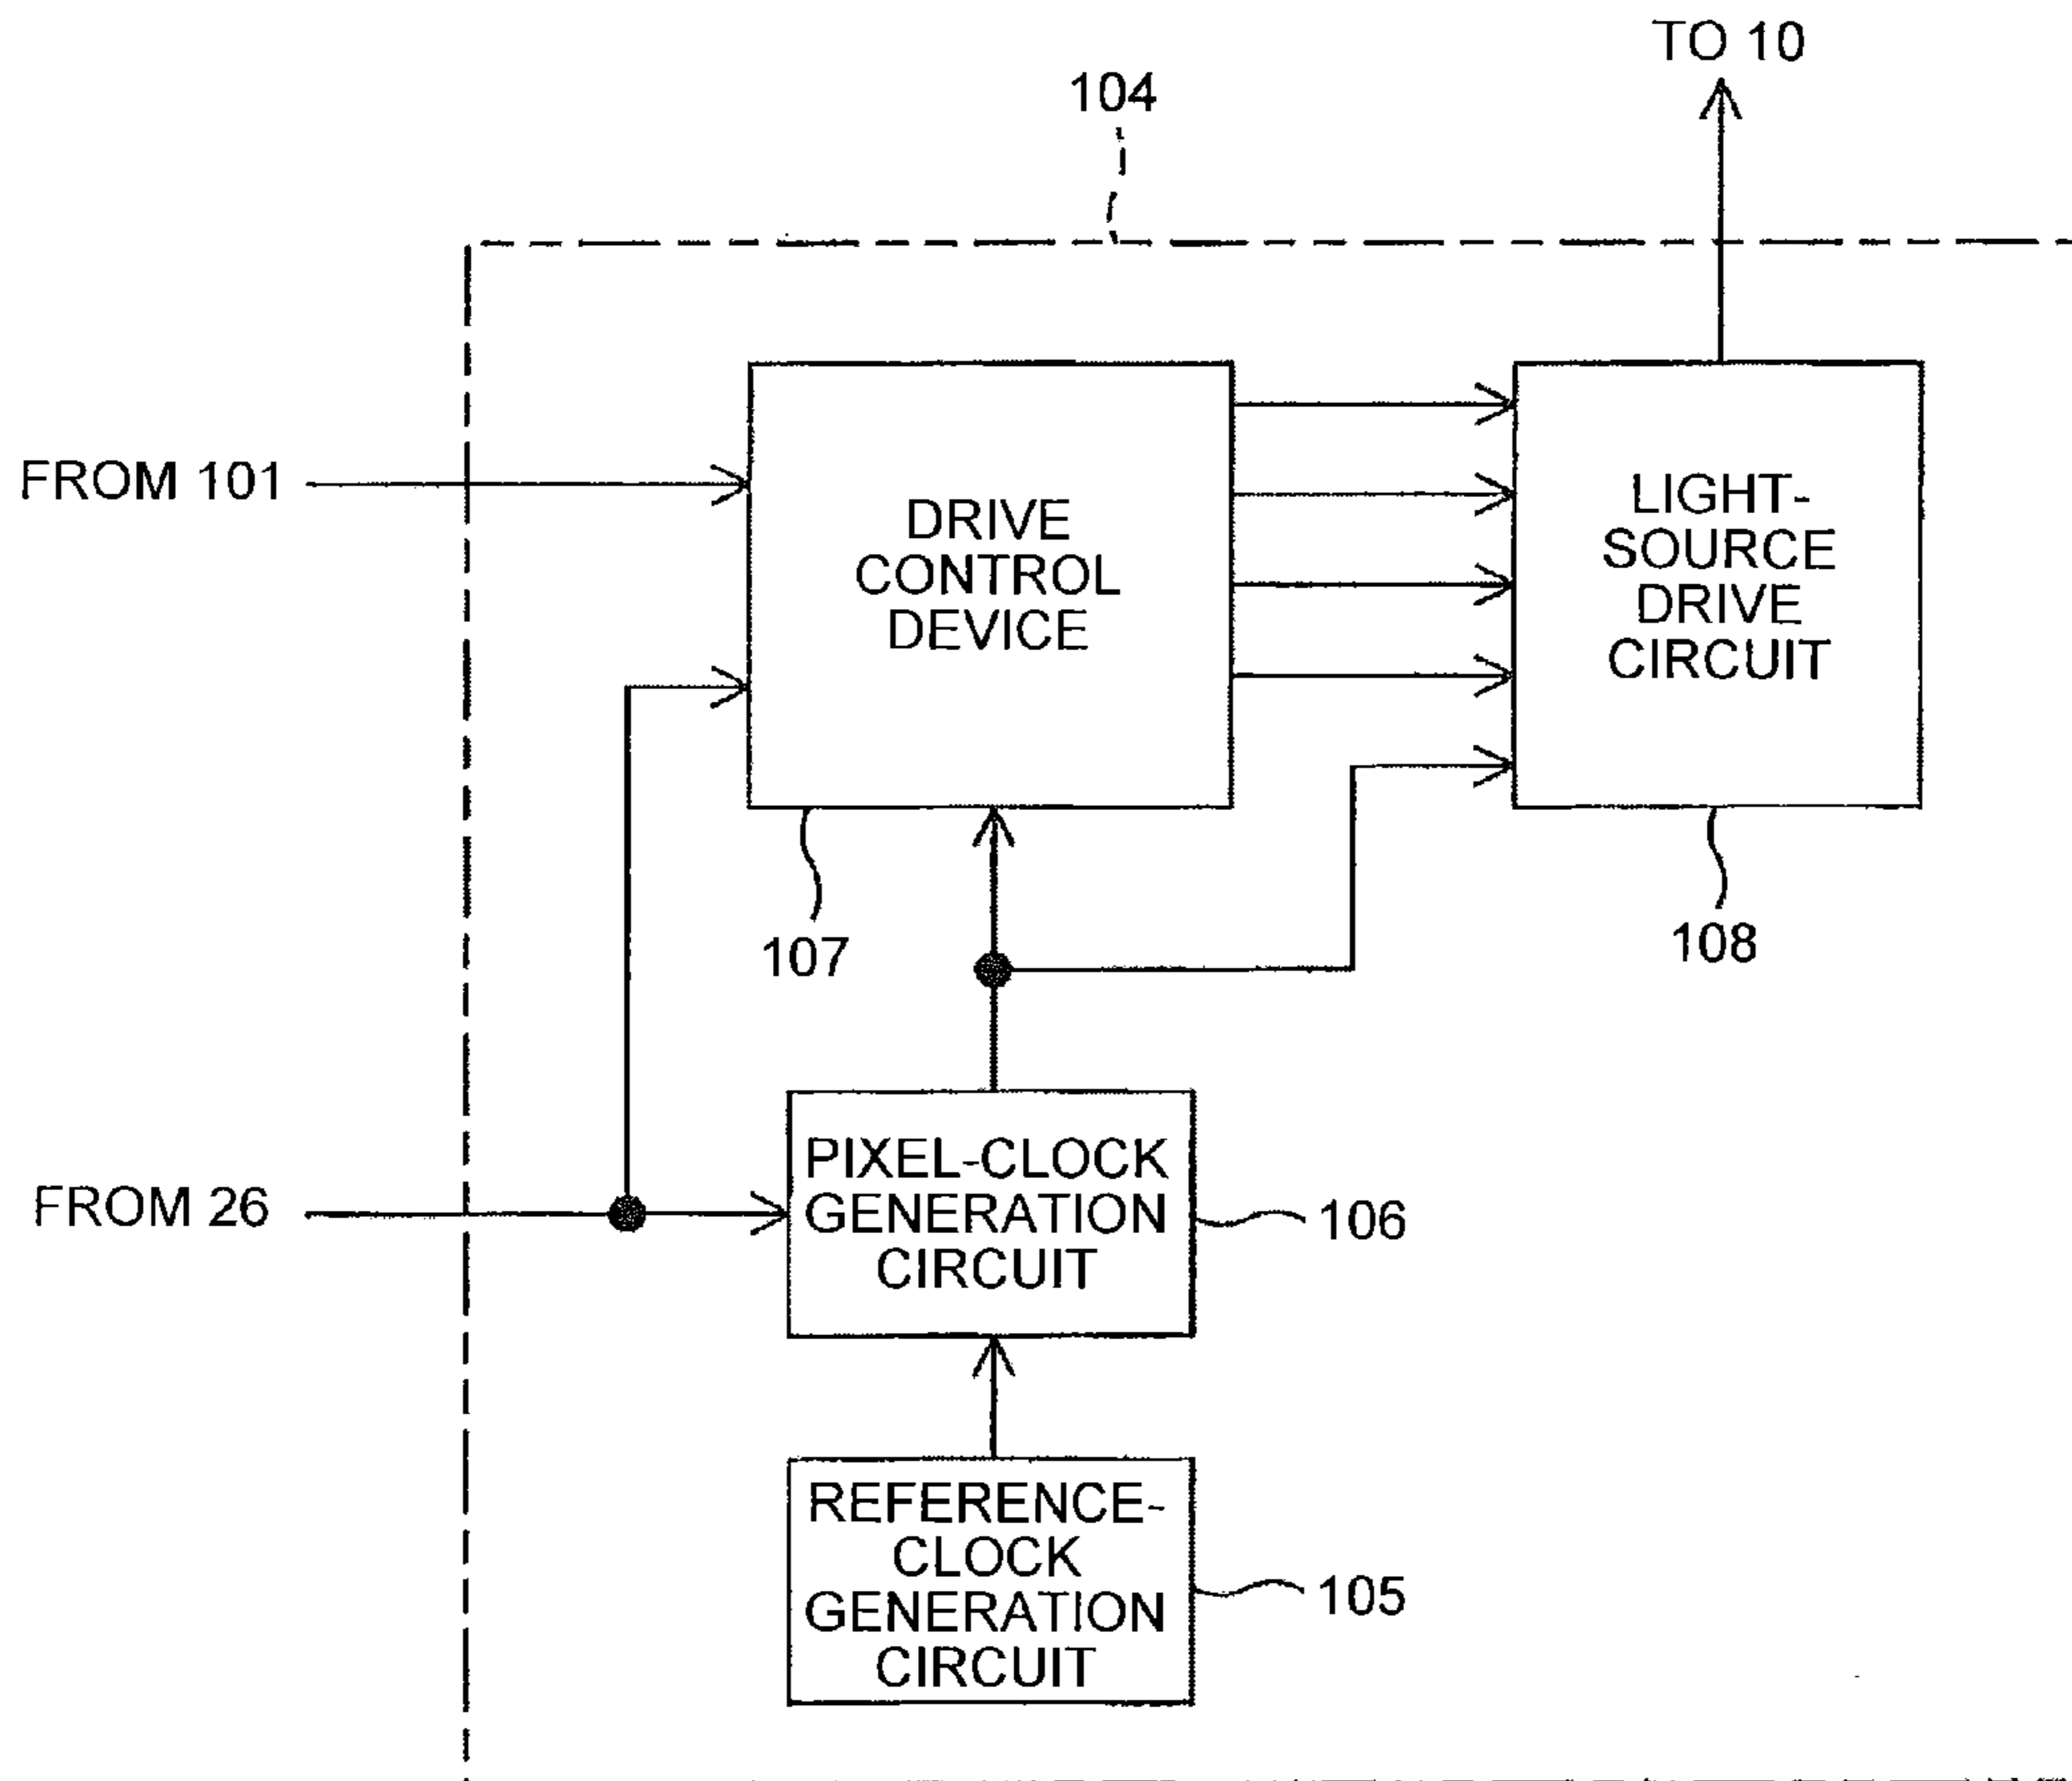 TO 10
104
FROM 101
DRIVE
CONTROL
DEVICE
LIGHT-
SOURCE
DRIVE
CIRCUIT
107
108
FROM 26
PIXEL-CLOCK
GENERATION
CIRCUIT
106
REFERENCE-
CLOCK
GENERATION
CIRCUIT
105